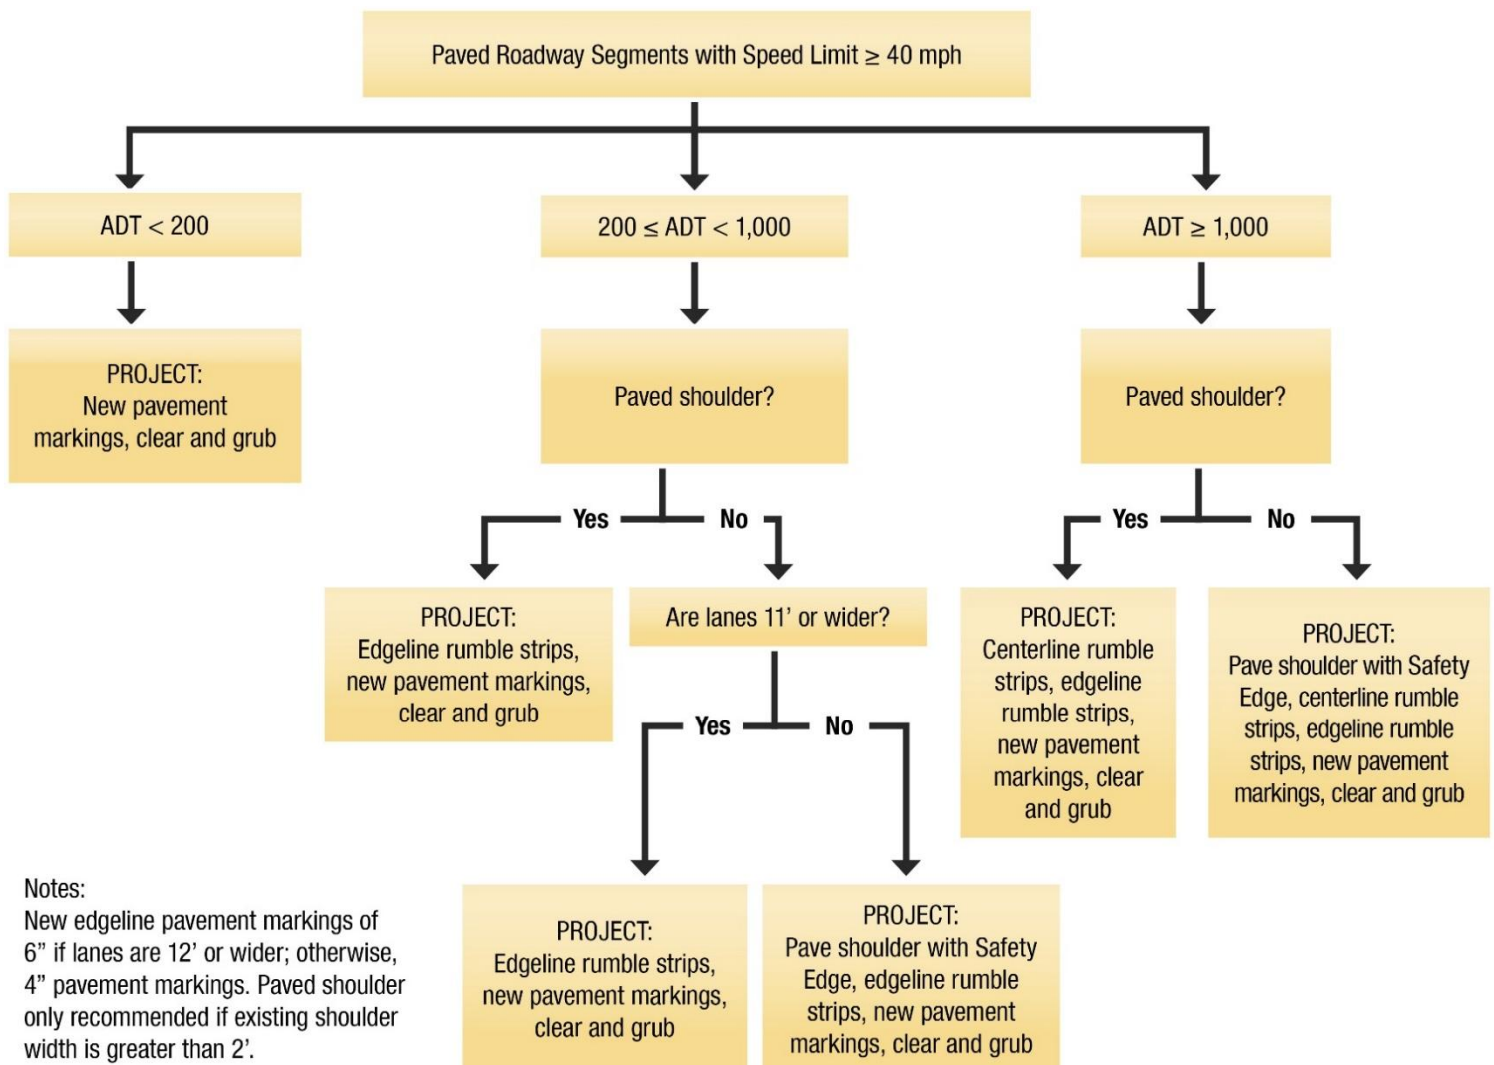 Paved Roadway Segments with Speed Limit ≥ 40 mph
ADT < 200
200 ≤ ADT < 1,000
ADT ≥ 1,000
PROJECT:
New pavement
markings, clear and grub
Paved shoulder?
Paved shoulder?
Yes
No
Yes
No
PROJECT:
Edgeline rumble strips,
new pavement markings,
clear and grub
Are lanes 11’ or wider?
PROJECT:
Centerline rumble
strips, edgeline
rumble strips,
new pavement
markings, clear
and grub
PROJECT:
Pave shoulder with Safety
Edge, centerline rumble
strips, edgeline rumble
strips, new pavement
markings, clear and grub
Yes
No
PROJECT:
Edgeline rumble strips,
new pavement markings,
clear and grub
PROJECT:
Pave shoulder with Safety
Edge, edgeline rumble
strips, new pavement
markings, clear and grub
Notes:
New edgeline pavement markings of
6” if lanes are 12’ or wider; otherwise,
4” pavement markings. Paved shoulder
only recommended if existing shoulder
width is greater than 2’.